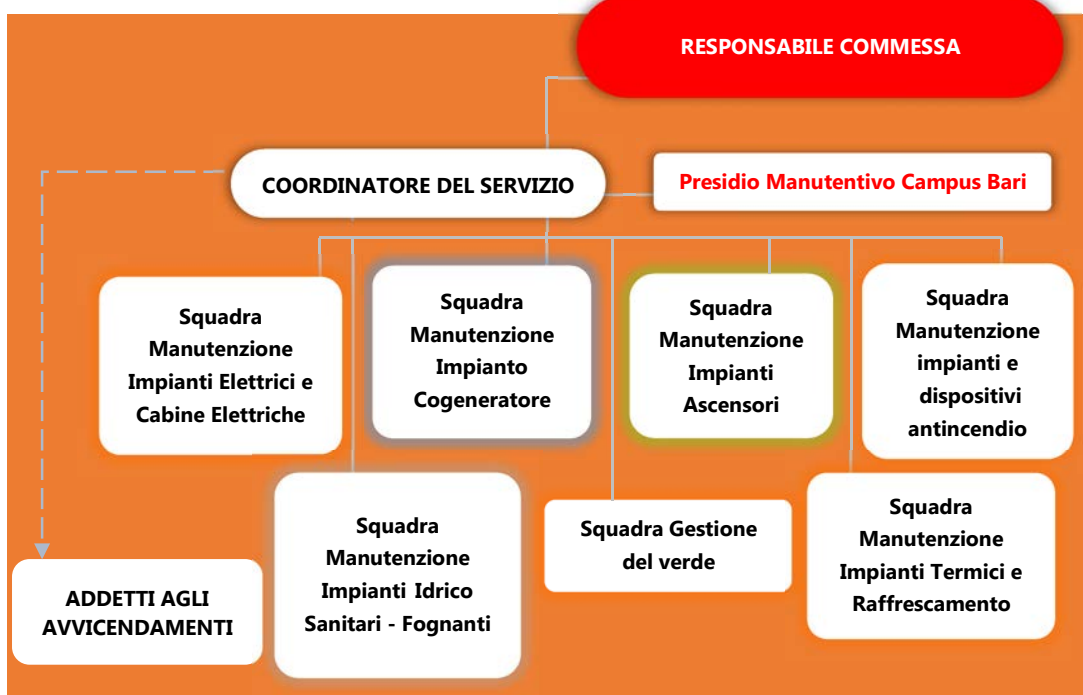 RESPONSABILE COMMESSA
COORDINATORE DEL SERVIZIO
Presidio Manutentivo Campus Bari
Squadra
Manutenzione
Impianti Elettrici e
Cabine Elettriche
Squadra
Manutenzione
Impianto
Cogeneratore
Squadra
Manutenzione
Impianti
Ascensori
Squadra
Manutenzione
impianti e
dispositivi
antincendio
Squadra
Manutenzione
Impianti Idrico
Sanitari - Fognanti
Squadra Gestione
del verde
Squadra
Manutenzione
Impianti Termici e
Raffrescamento
ADDETTI AGLI
AVVICENDAMENTI